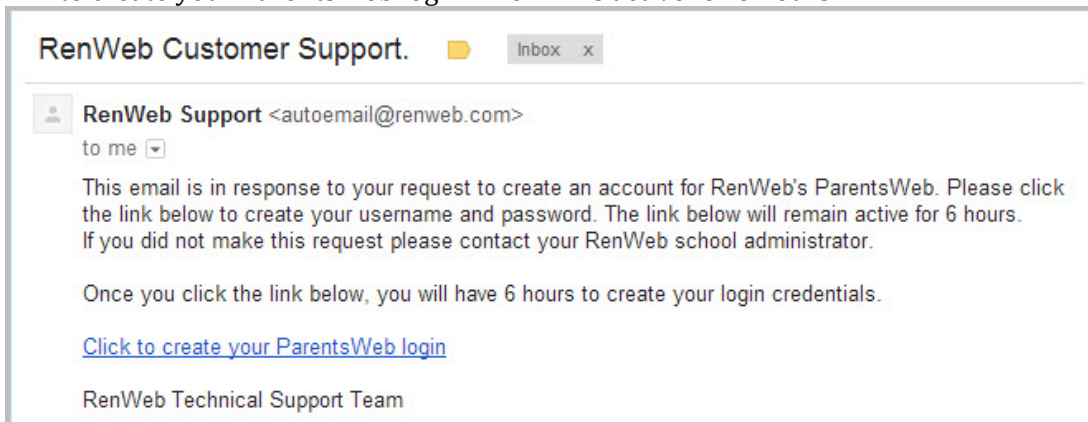 RenWeb Customer Support.
Inbox x
RenWeb Support <autoemail@renweb.com>
to me
This email is in response to your request to create an account for RenWeb's ParentsWeb. Please click
the link below to create your username and password. The link below will remain active for 6 hours.
If you did not make this request please contact your RenWeb school administrator.
Once you click the link below, you will have 6 hours to create your login credentials.
Click to create your ParentsWeb login
RenWeb Technical Support Team